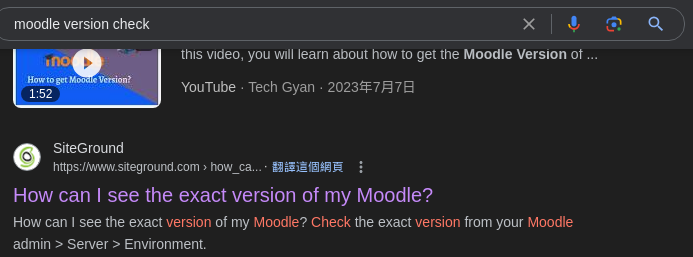 moodle version check
this video, you will learn about how to get the Moodle Version of ...
moodle
How to get Moodle Version?
1:52
YouTube · Tech Gyan · 2023年7月7日
SiteGround
https://www.siteground.com › how_ca... · 翻譯這個網頁
How can I see the exact version of my Moodle?
How can I see the exact version of my Moodle? Check the exact version from your Moodle
admin > Server > Environment.